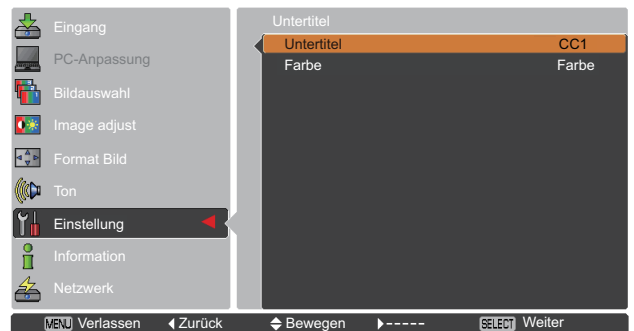 Eingang
PC-Anpassung
Bildauswahl
Image adjust
Format Bild
Ton
Einstellung
Information
Netzwerk
Untertitel
Untertitel CC1
Farbe Farbe
MENU Verlassen Zurück Bewegen ----- SELECT Weiter